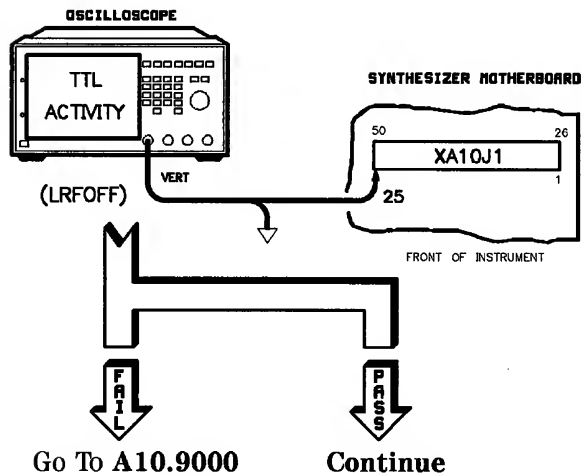 OSCILLOSCOPE
TTL
ACTIVITY
VERT
(LRFOFF)
SYNTHESIZER MOTHERBOARD
50 26
XA10J1
1
25
FRONT OF INSTRUMENT
FAIL
PASS
Go To A10.9000
Continue